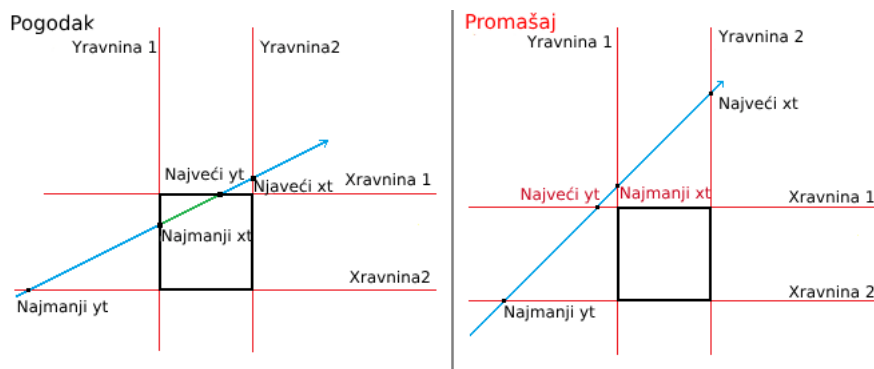 Pogodak
Yravnina 1
Yravnina2
Najveći yt
Njaveći xt
Xravnina 1
Najmanji xt
Xravnina2
Najmanji yt
Promašaj
Yravnina 1
Yravnina 2
Najveći xt
Najveći yt
Najmanji xt
Xravnina 1
Xravnina 2
Najmanji yt